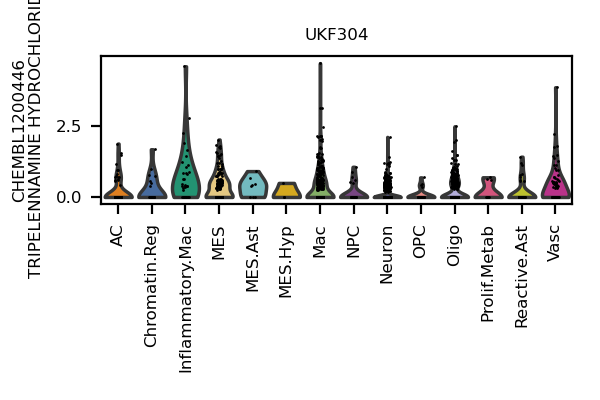 UKF304
CHEMBL1200446
TRIPELENNAMINE HYDROCHLORID
2.5
0.0
AC
Chromatin.Reg
Inflammatory.Mac
MES
MES.Ast
MES.Hyp
Mac
NPC
Neuron
OPC
Oligo
Prolif.Metab
Reactive.Ast
Vasc